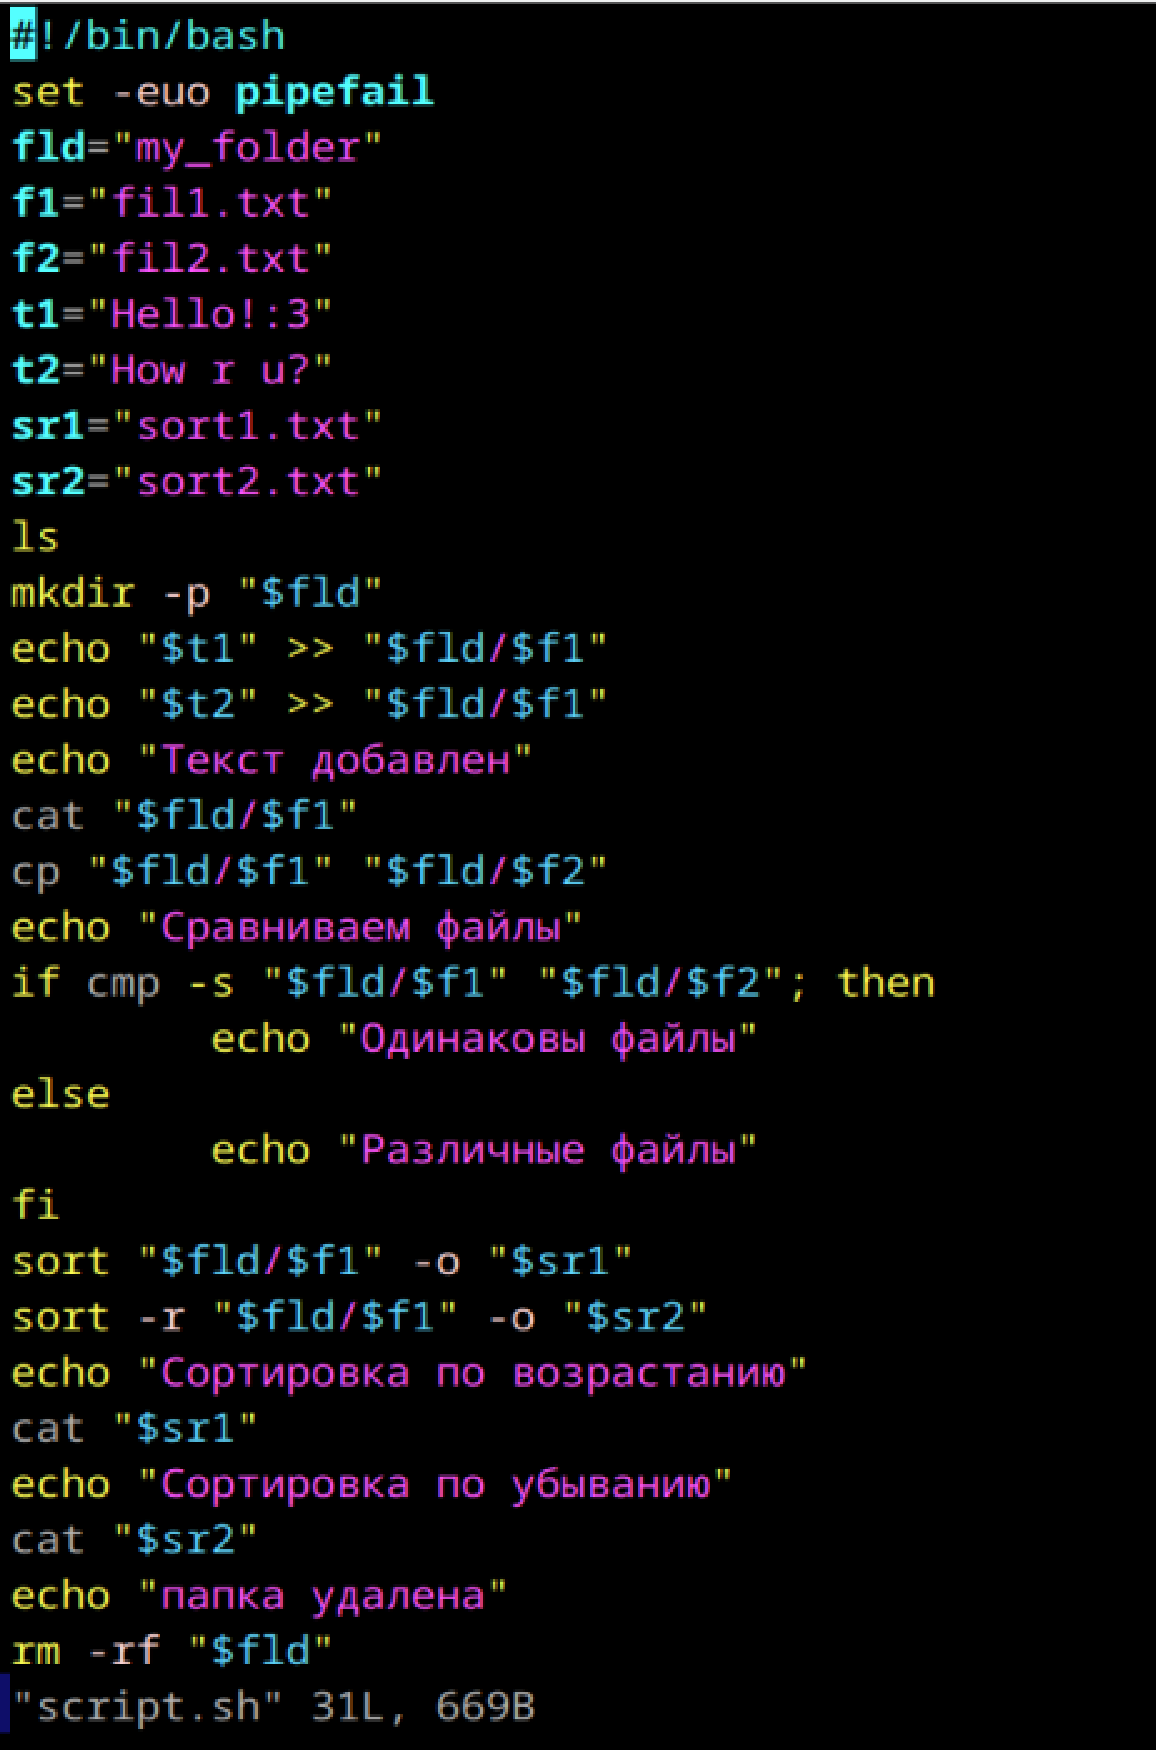 #!/bin/bash
set -euo pipefail
fld="my_folder"
f1="fil1.txt"
f2="fil2.txt"
t1="Hello!:3"
t2="How r u?"
sr1="sort1.txt"
sr2="sort2.txt"
ls
mkdir -p "$fld"
echo "$t1" >> "$fld/$f1"
echo "$t2" >> "$fld/$f1"
echo "Текст добавлен"
cat "$fld/$f1"
cp "$fld/$f1" "$fld/$f2"
echo "Сравниваем файлы"
if cmp -s "$fld/$f1" "$fld/$f2"; then
        echo "Одинаковы файлы"
else
        echo "Различные файлы"
fi
sort "$fld/$f1" -o "$sr1"
sort -r "$fld/$f1" -o "$sr2"
echo "Сортировка по возрастанию"
cat "$sr1"
echo "Сортировка по убыванию"
cat "$sr2"
echo "папка удалена"
rm -rf "$fld"
"script.sh" 31L, 669B